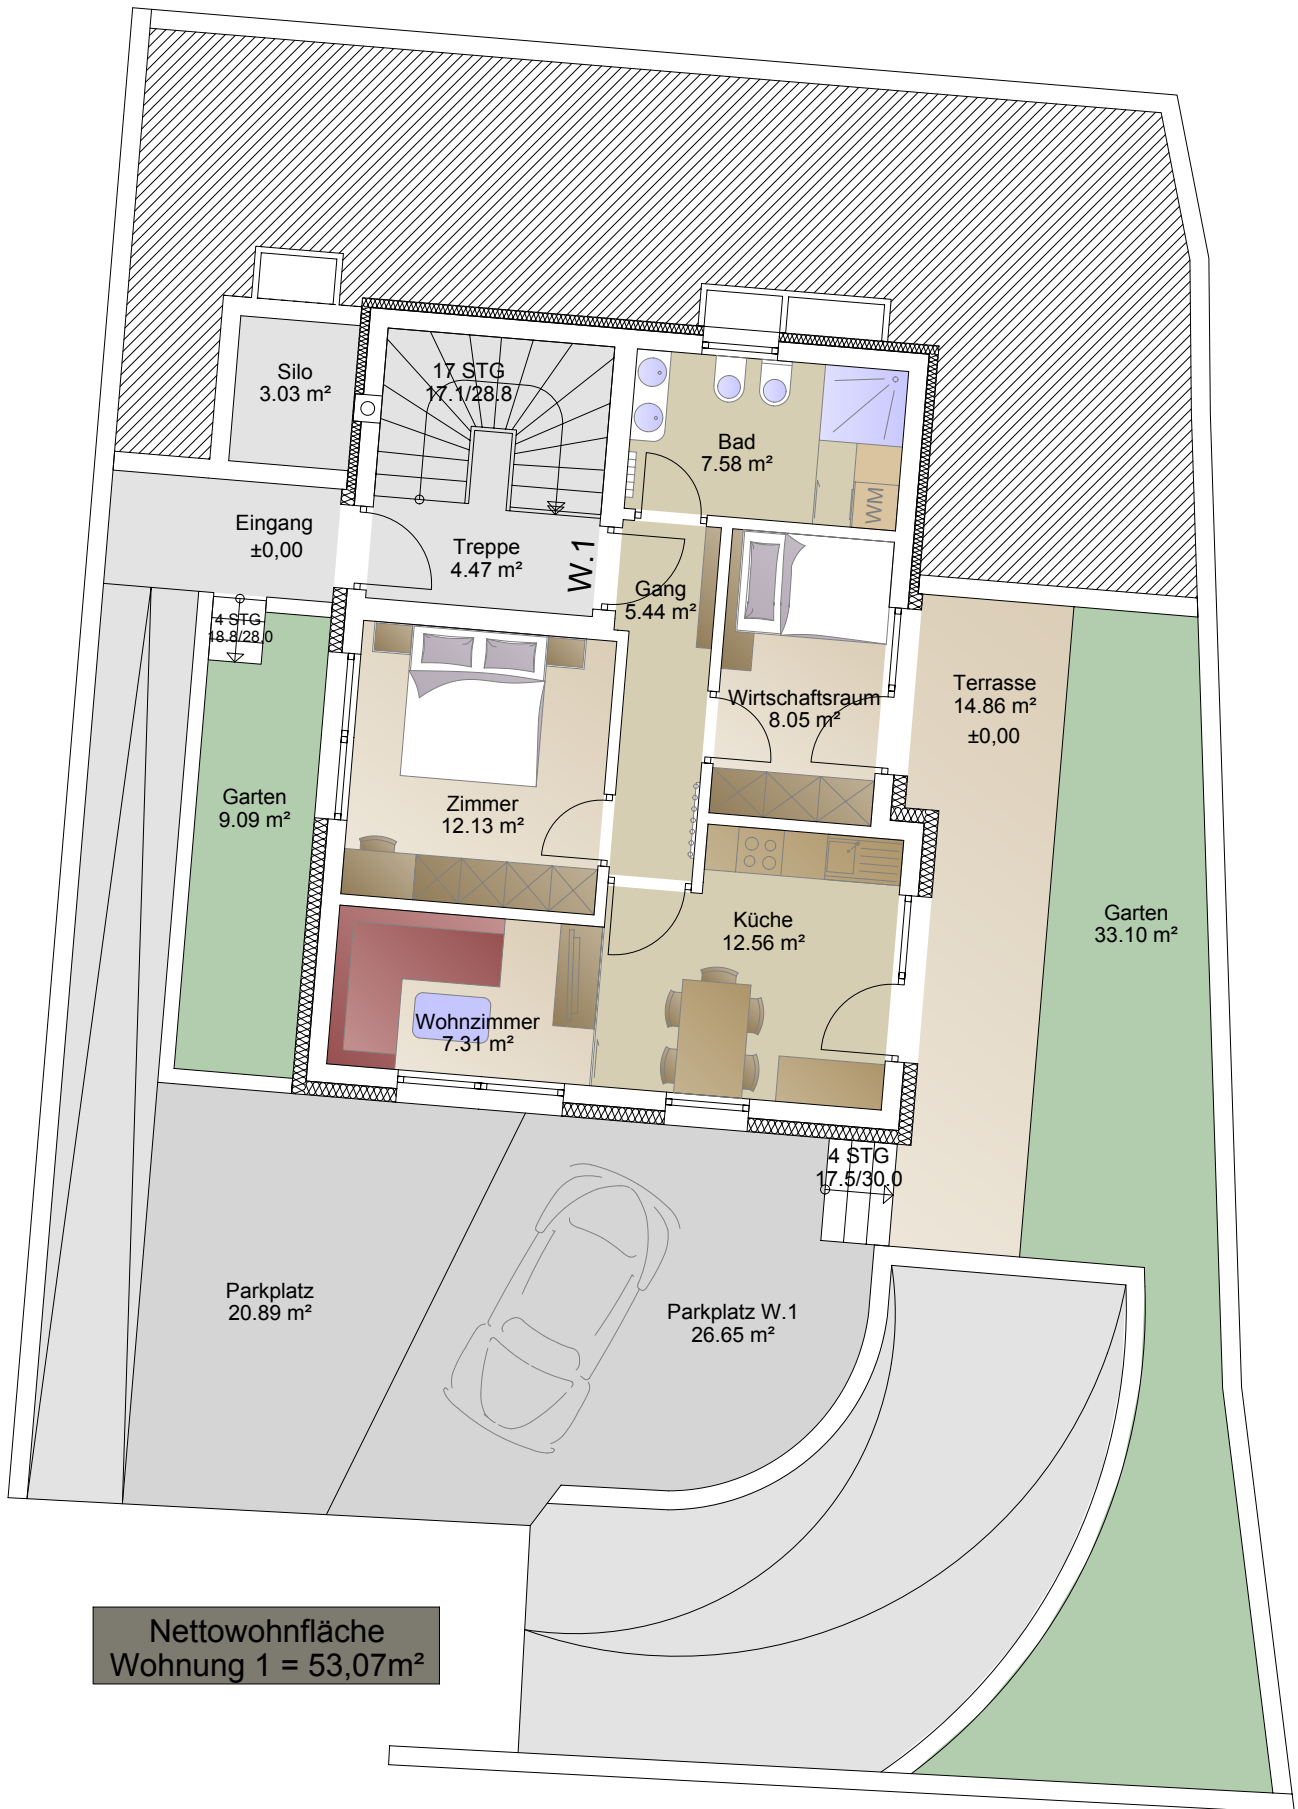 Silo
3.03 m²
17 STG
17.1/28.8
Bad
7.58 m²
WM
Eingang
±0,00
Treppe
4.47 m²
W.1
Gang
5.44 m²
4 STG
18.8/28.0
Wirtschaftsraum
8.05 m²
Terrasse
14.86 m²
±0,00
Garten
9.09 m²
Zimmer
12.13 m²
Küche
12.56 m²
Garten
33.10 m²
Wohnzimmer
7.31 m²
4 STG
17.5/30.0
Parkplatz
20.89 m²
Parkplatz W.1
26.65 m²
Nettowohnfläche
Wohnung 1 = 53,07m²